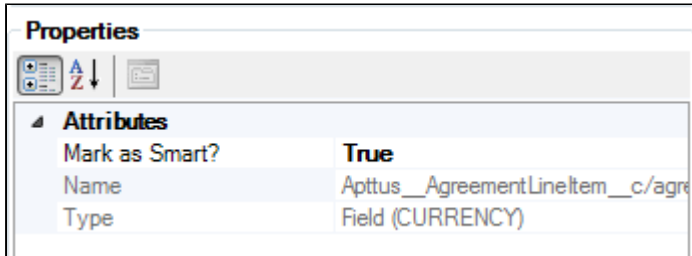 Properties
A
Z
Attributes
Mark as Smart? True
Name Apttus__AgreementLineItem__c/agre
Type Field (CURRENCY)